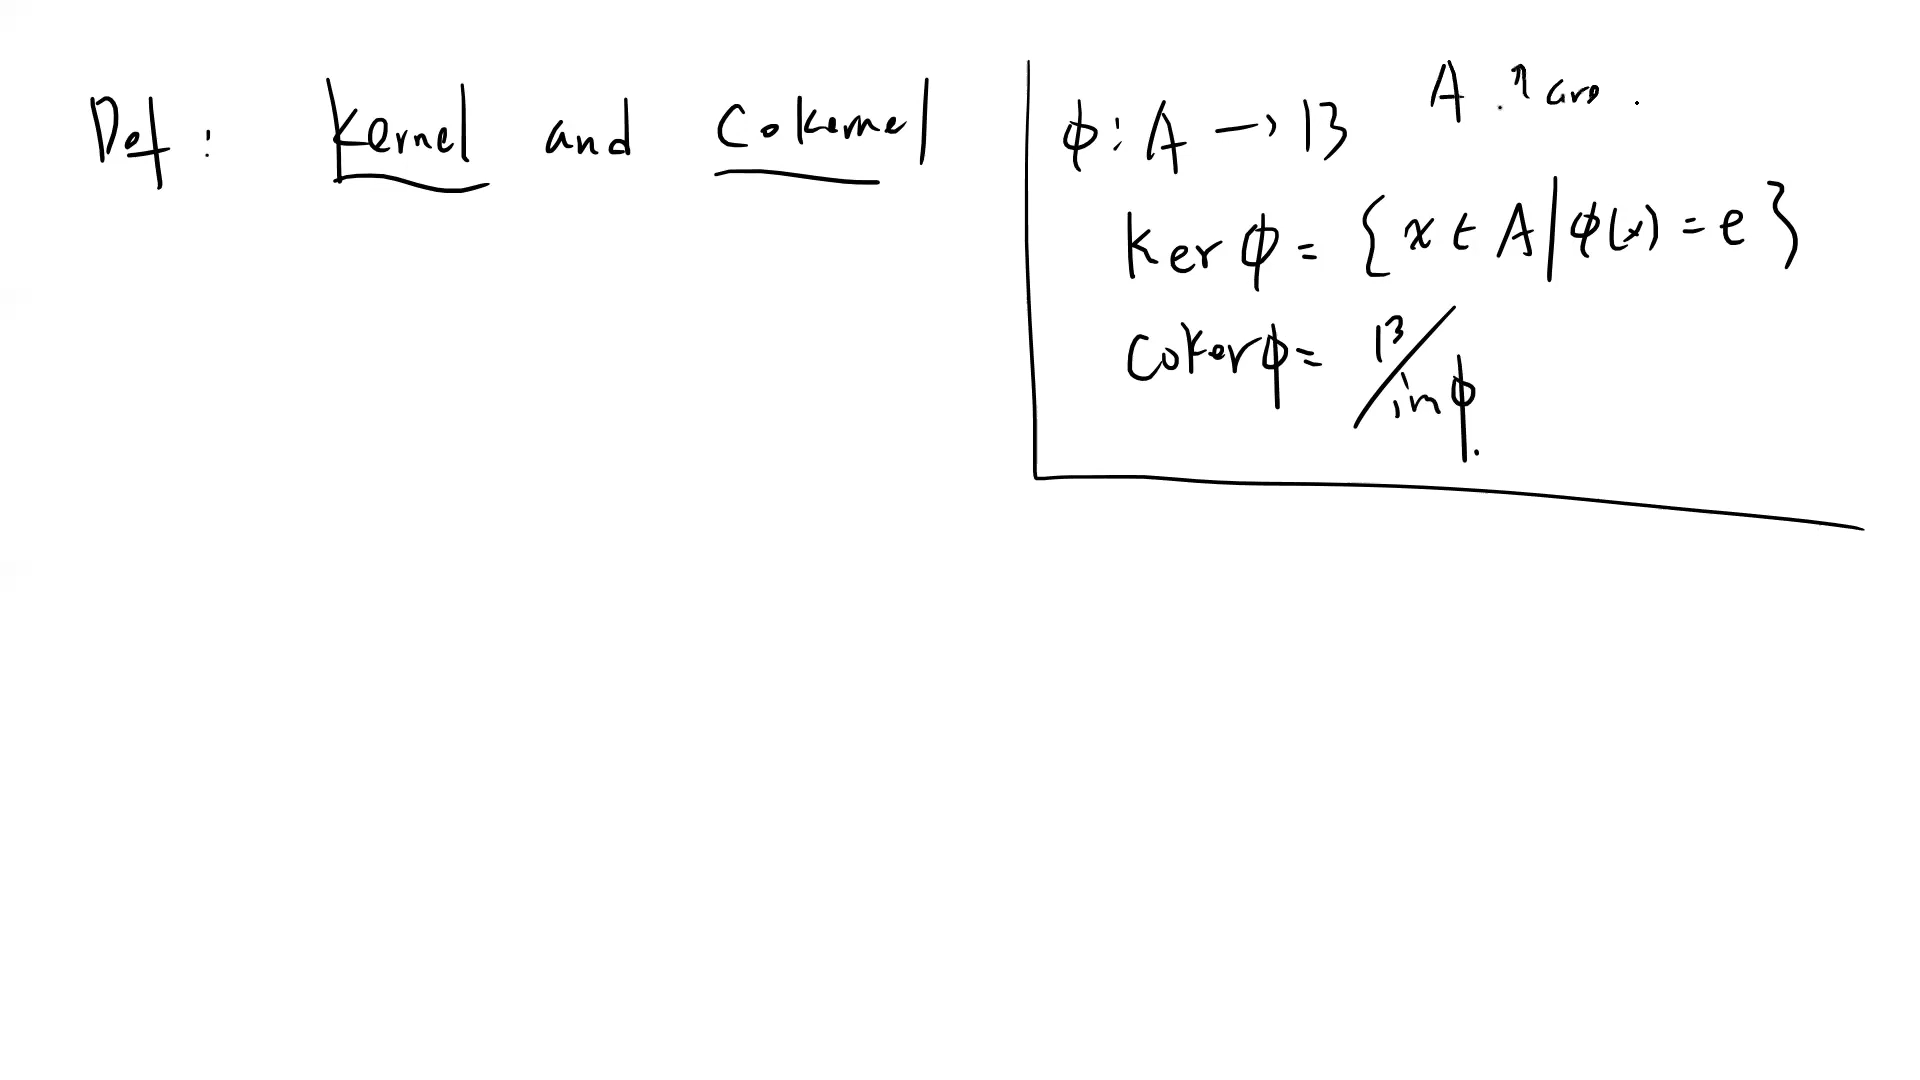 Def : Kernel and Cokernel
ϕ : A → B A
Ker ϕ = { x ∈ A | ϕ(x) = e }
Coker ϕ = B / im ϕ.